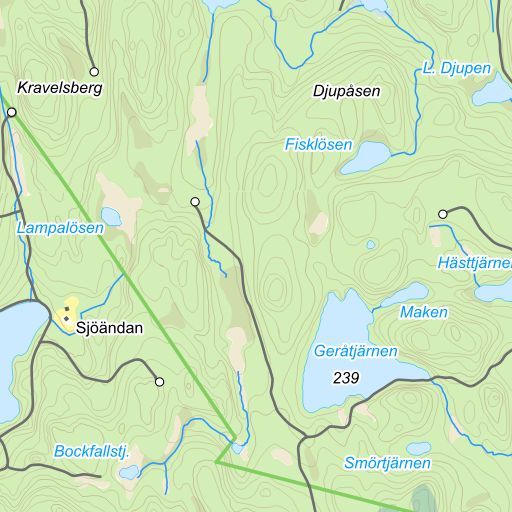 L. Djupen
Kravelsberg
Djupåsen
Fisklösen
Lampalösen
Hästtjärnen
Maken
Sjöändan
Geråtjärnen
239
Bockfallstj.
Smörtjärnen